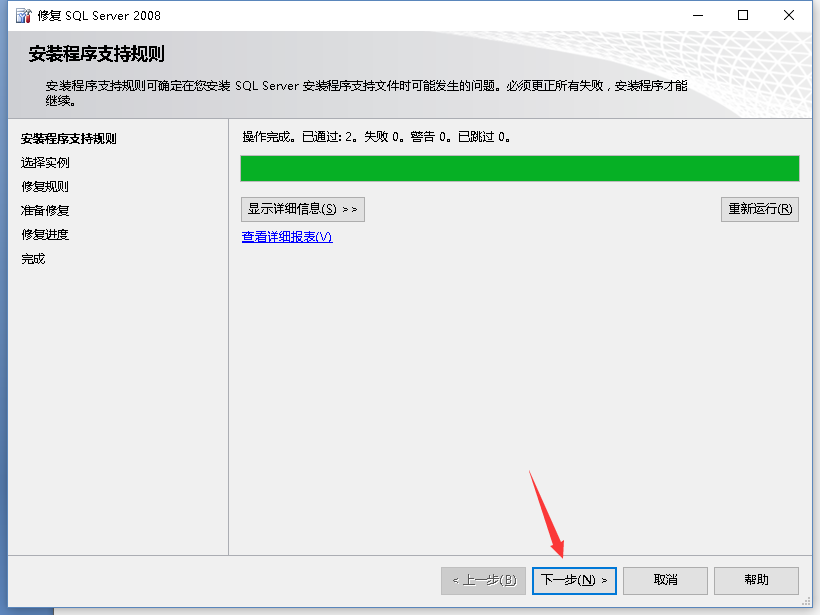 修复 SQL Server 2008
安装程序支持规则
安装程序支持规则可确定在您安装 SQL Server 安装程序支持文件时可能发生的问题。必须更正所有失败，安装程序才能
继续。
安装程序支持规则
选择实例
修复规则
准备修复
修复进度
完成
操作完成。已通过: 2。失败 0。警告 0。已跳过 0。
显示详细信息(S) >>
重新运行(R)
查看详细报表(V)
< 上一步(B)
下一步(N) >
取消
帮助